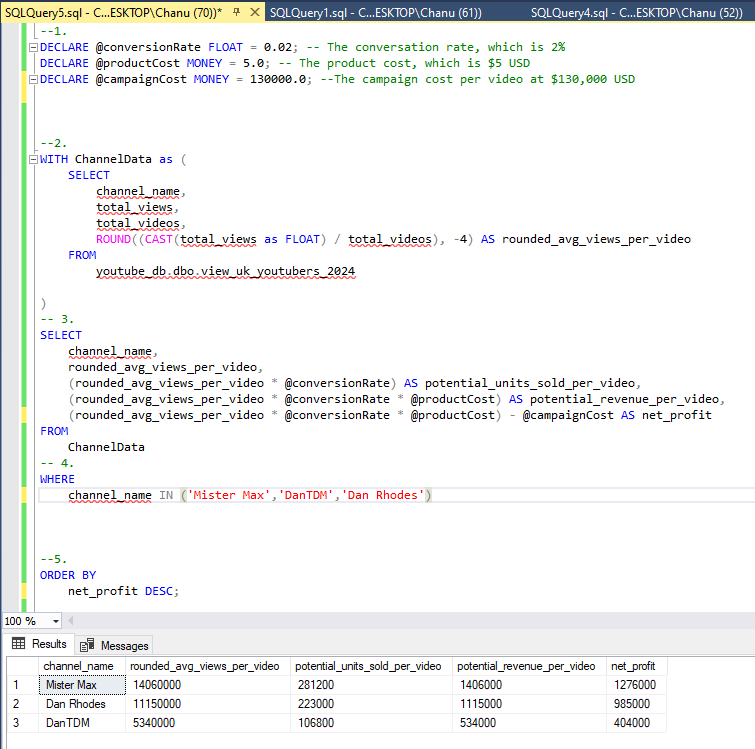 SQLQuery5.sql - C...ESKTOP\Chanu (70))* SQLQuery1.sql - C...ESKTOP\Chanu (61)) SQLQuery4.sql - C...ESKTOP\Chanu (52))
--1.
DECLARE @conversionRate FLOAT = 0.02; -- The conversation rate, which is 2%
DECLARE @productCost MONEY = 5.0; -- The product cost, which is $5 USD
DECLARE @campaignCost MONEY = 130000.0; --The campaign cost per video at $130,000 USD
--2.
WITH ChannelData as (
SELECT
channel_name,
total_views,
total_videos,
ROUND((CAST(total_views as FLOAT) / total_videos), -4) AS rounded_avg_views_per_video
FROM
youtube_db.dbo.view_uk_youtubers_2024
)
-- 3.
SELECT
channel_name,
rounded_avg_views_per_video,
(rounded_avg_views_per_video * @conversionRate) AS potential_units_sold_per_video,
(rounded_avg_views_per_video * @conversionRate * @productCost) AS potential_revenue_per_video,
(rounded_avg_views_per_video * @conversionRate * @productCost) - @campaignCost AS net_profit
FROM
ChannelData
-- 4.
WHERE
channel_name IN ('Mister Max','DanTDM','Dan Rhodes')
--5.
ORDER BY
net_profit DESC;
100 %
Results Messages
channel_name rounded_avg_views_per_video potential_units_sold_per_video potential_revenue_per_video net_profit
1 Mister Max 14060000 281200 1406000 1276000
2 Dan Rhodes 11150000 223000 1115000 985000
3 DanTDM 5340000 106800 534000 404000